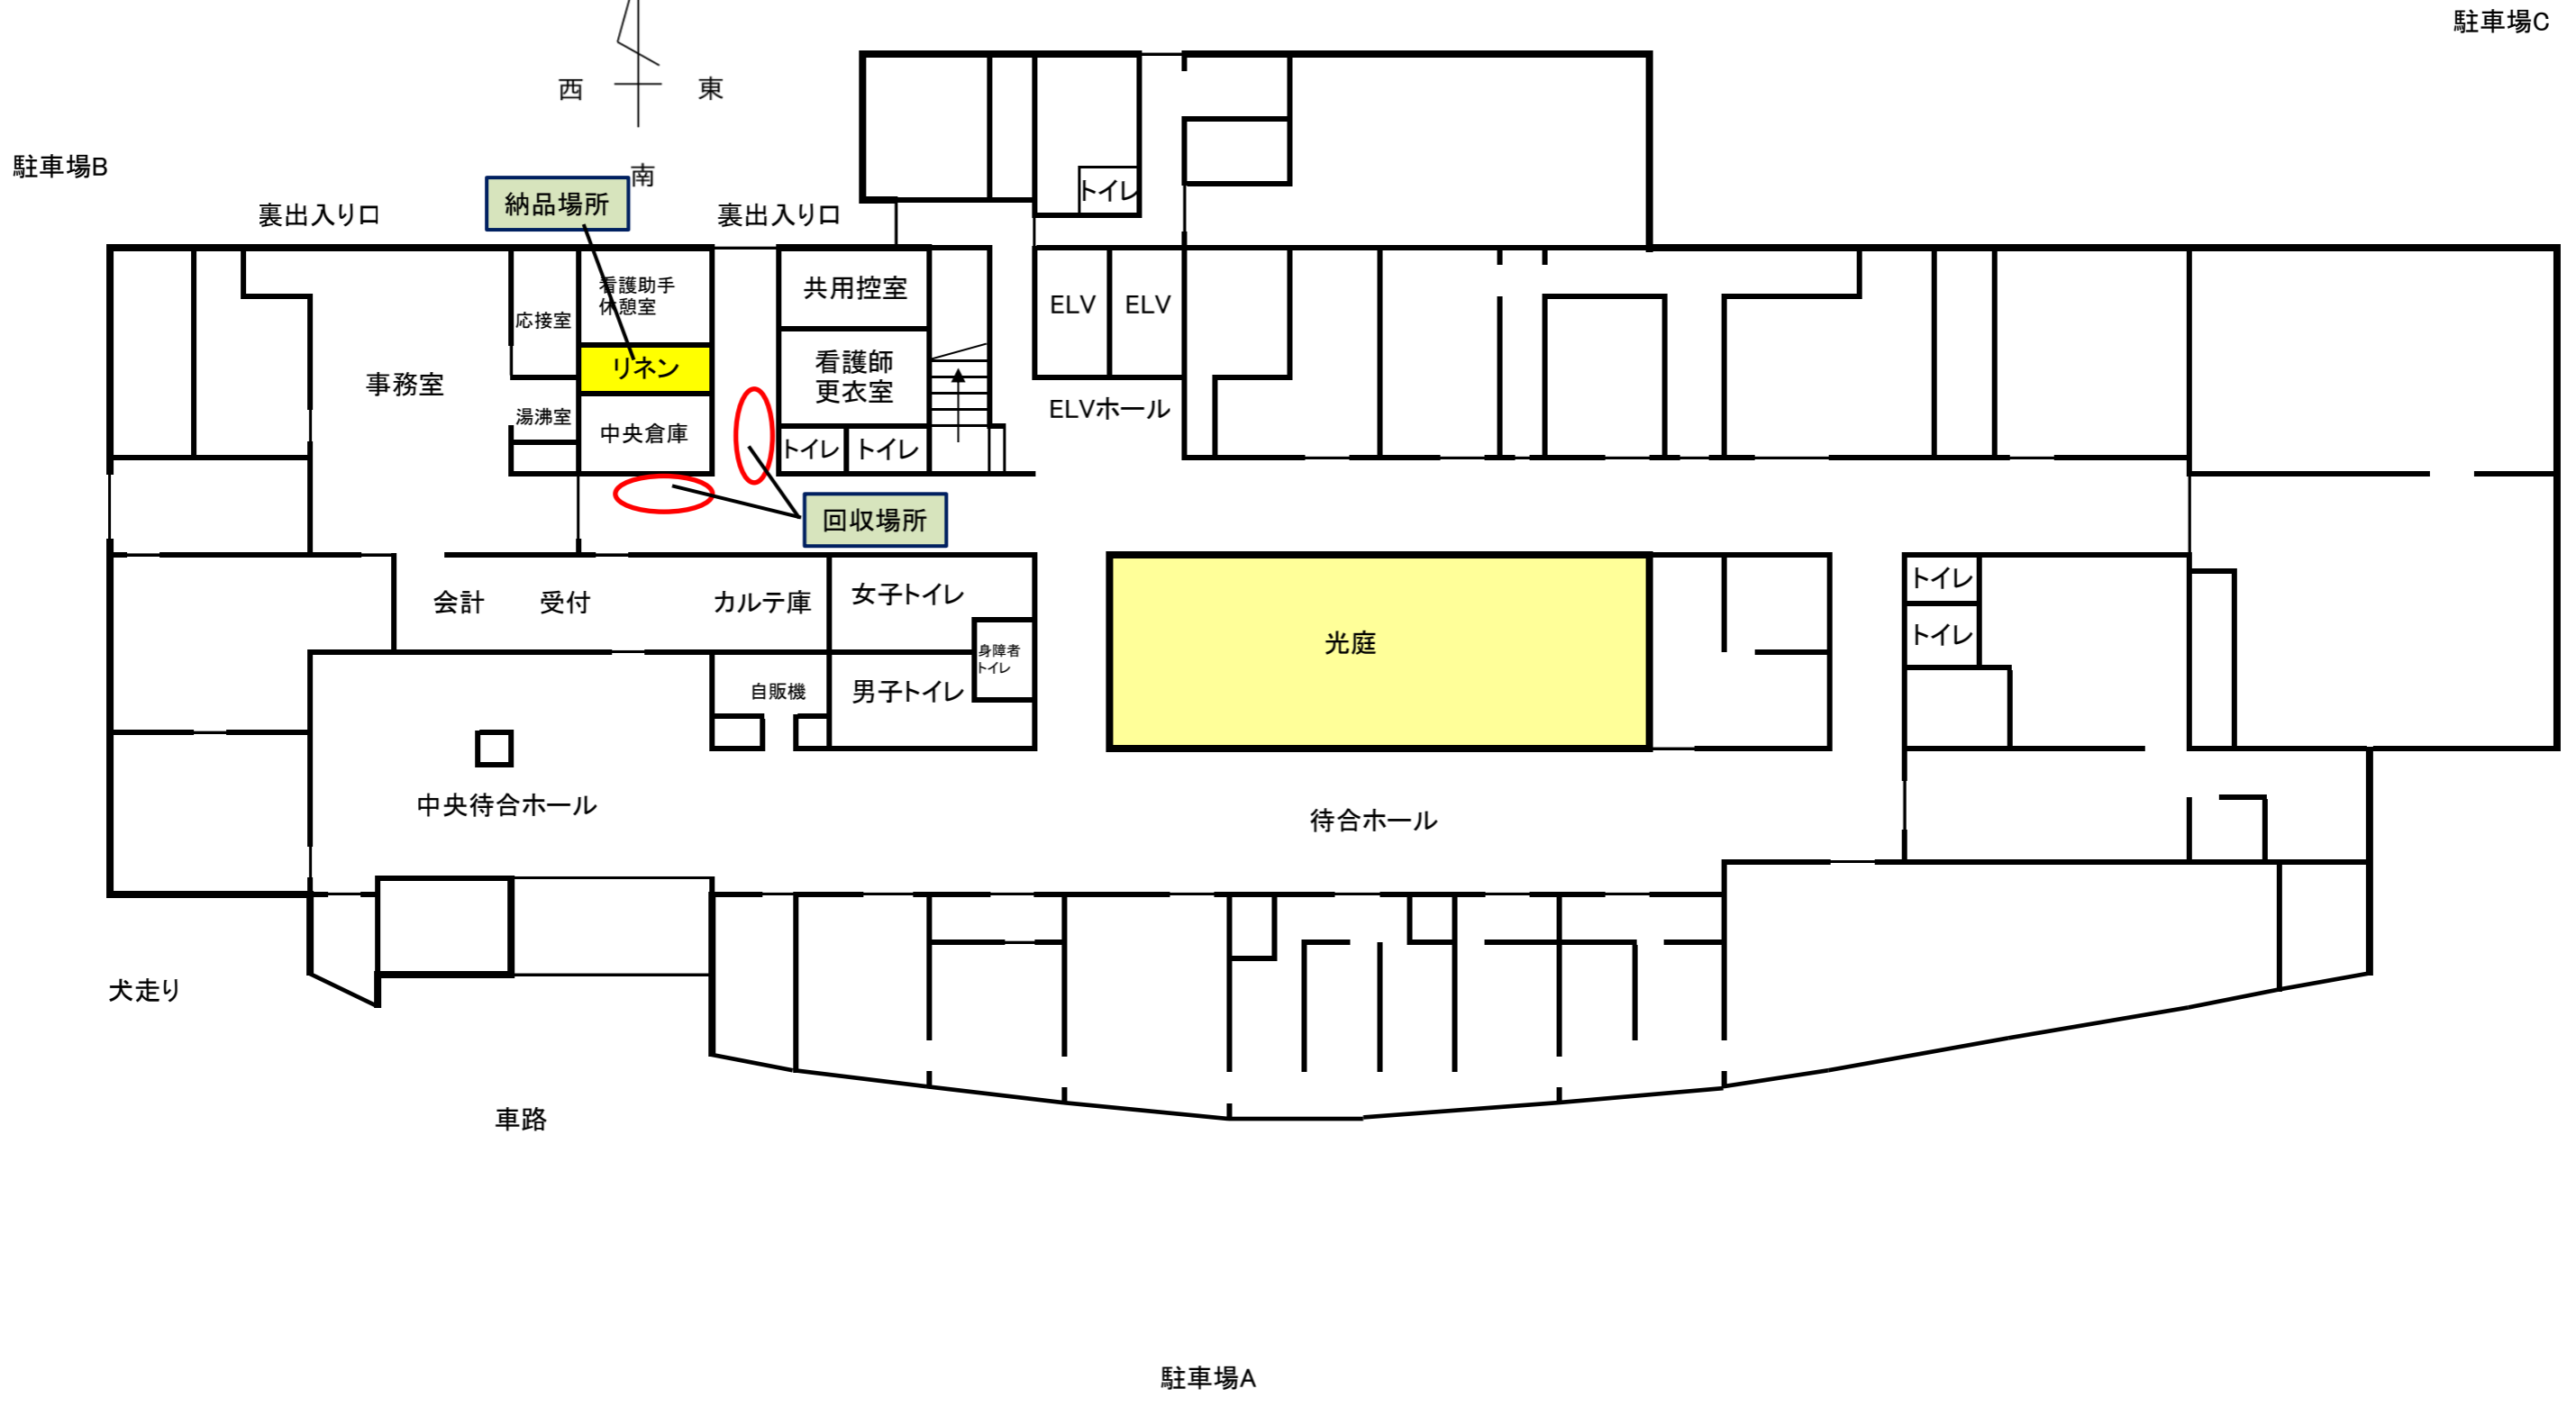 駐車場C
西
東
駐車場B
南
納品場所
トイレ
裏出入り口
裏出入り口
看護助手
休憩室
共用控室
応接室
ELV
ELV
リネン
看護師
更衣室
事務室
湯沸室
ELVホール
中央倉庫
トイレ
トイレ
回収場所
会計
受付
カルテ庫
女子トイレ
トイレ
トイレ
光庭
身障者
トイレ
自販機
男子トイレ
中央待合ホール
待合ホール
犬走り
車路
駐車場A